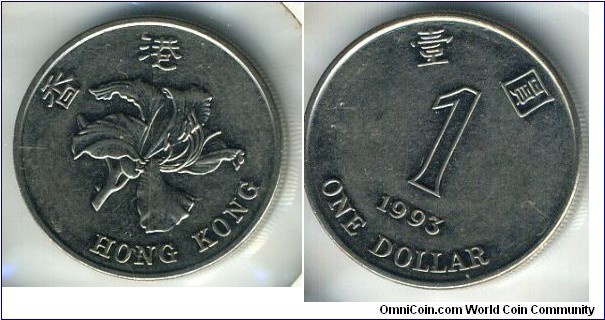 香港
HONG KONG
壹圓
1
1993
ONE DOLLAR
OmniCoin.com World Coin Community